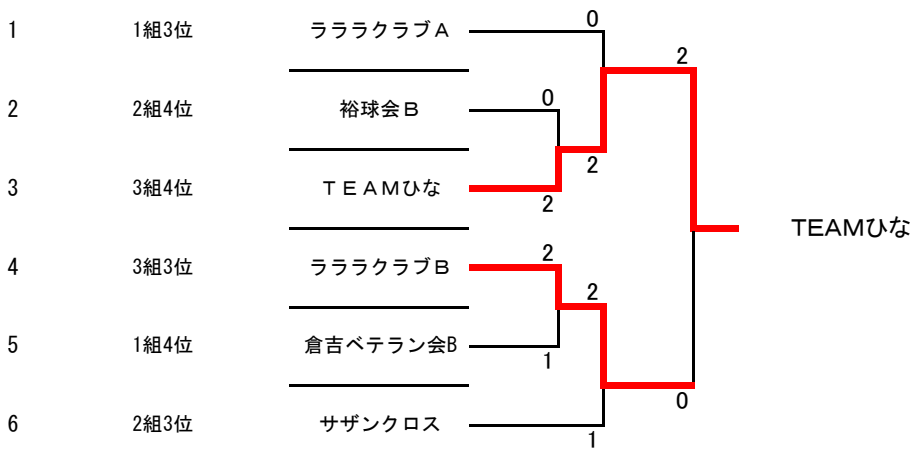 1 1組3位 ラララクラブA 0
2
2 2組4位 裕球会B 0
2
3 3組4位 TEAMひな 2
TEAMひな
4 3組3位 ラララクラブB 2
2
5 1組4位 倉吉ベテラン会B 1
0
6 2組3位 サザンクロス 1